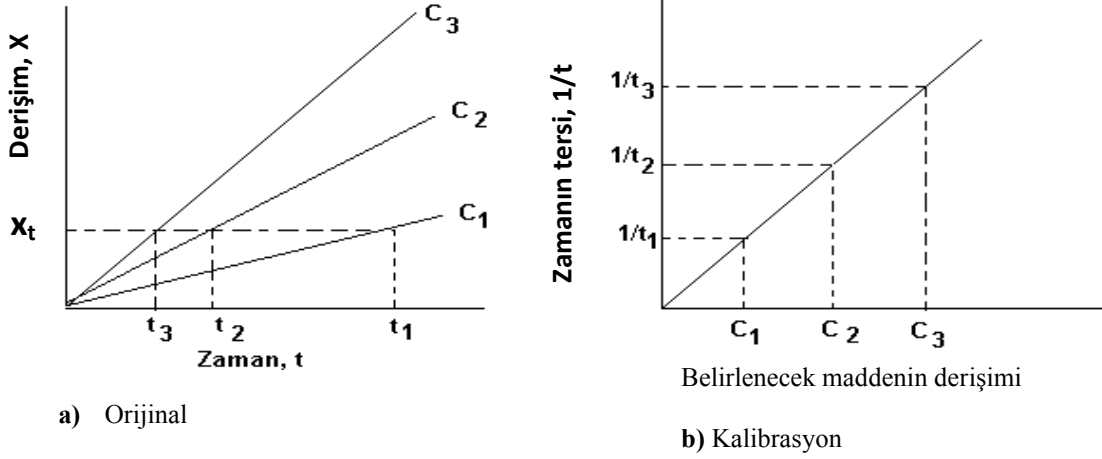 Derişim, X
C3
C2
C1
Xt
t3
t2
t1
Zaman, t
a) Orijinal
Zamanın tersi, 1/t
1/t3
1/t2
1/t1
C1
C2
C3
Belirlenecek maddenin derişimi
b) Kalibrasyon